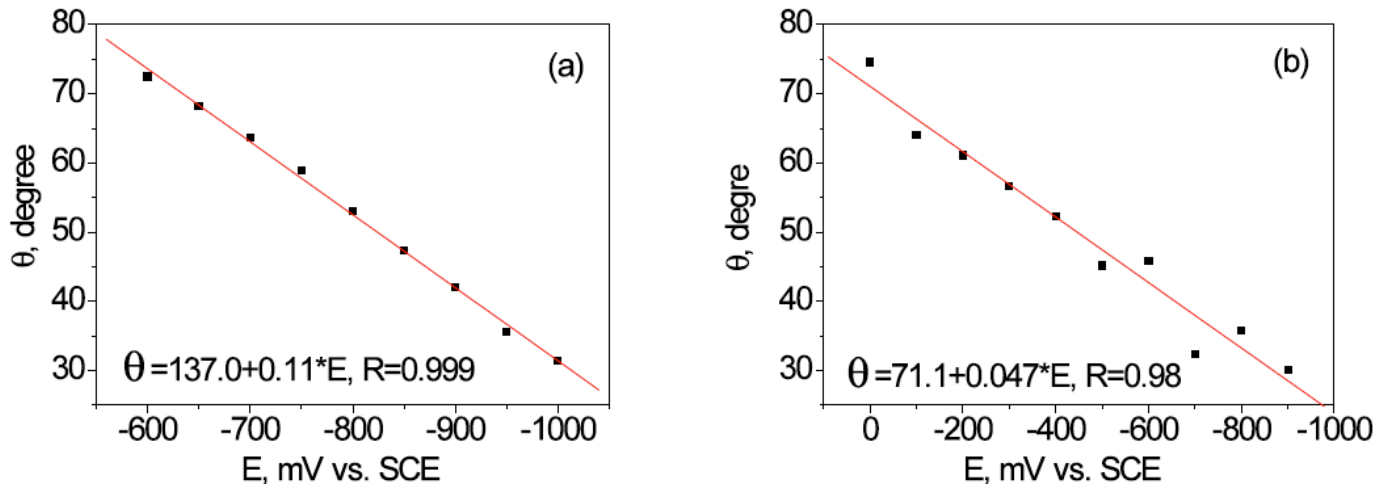 80
70
60
50
40
30
θ, degree
(a)
θ=137.0+0.11*E, R=0.999
-600 -700 -800 -900 -1000
E, mV vs. SCE
80
70
60
50
40
30
θ, degre
(b)
θ=71.1+0.047*E, R=0.98
0 -200 -400 -600 -800 -1000
E, mV vs. SCE